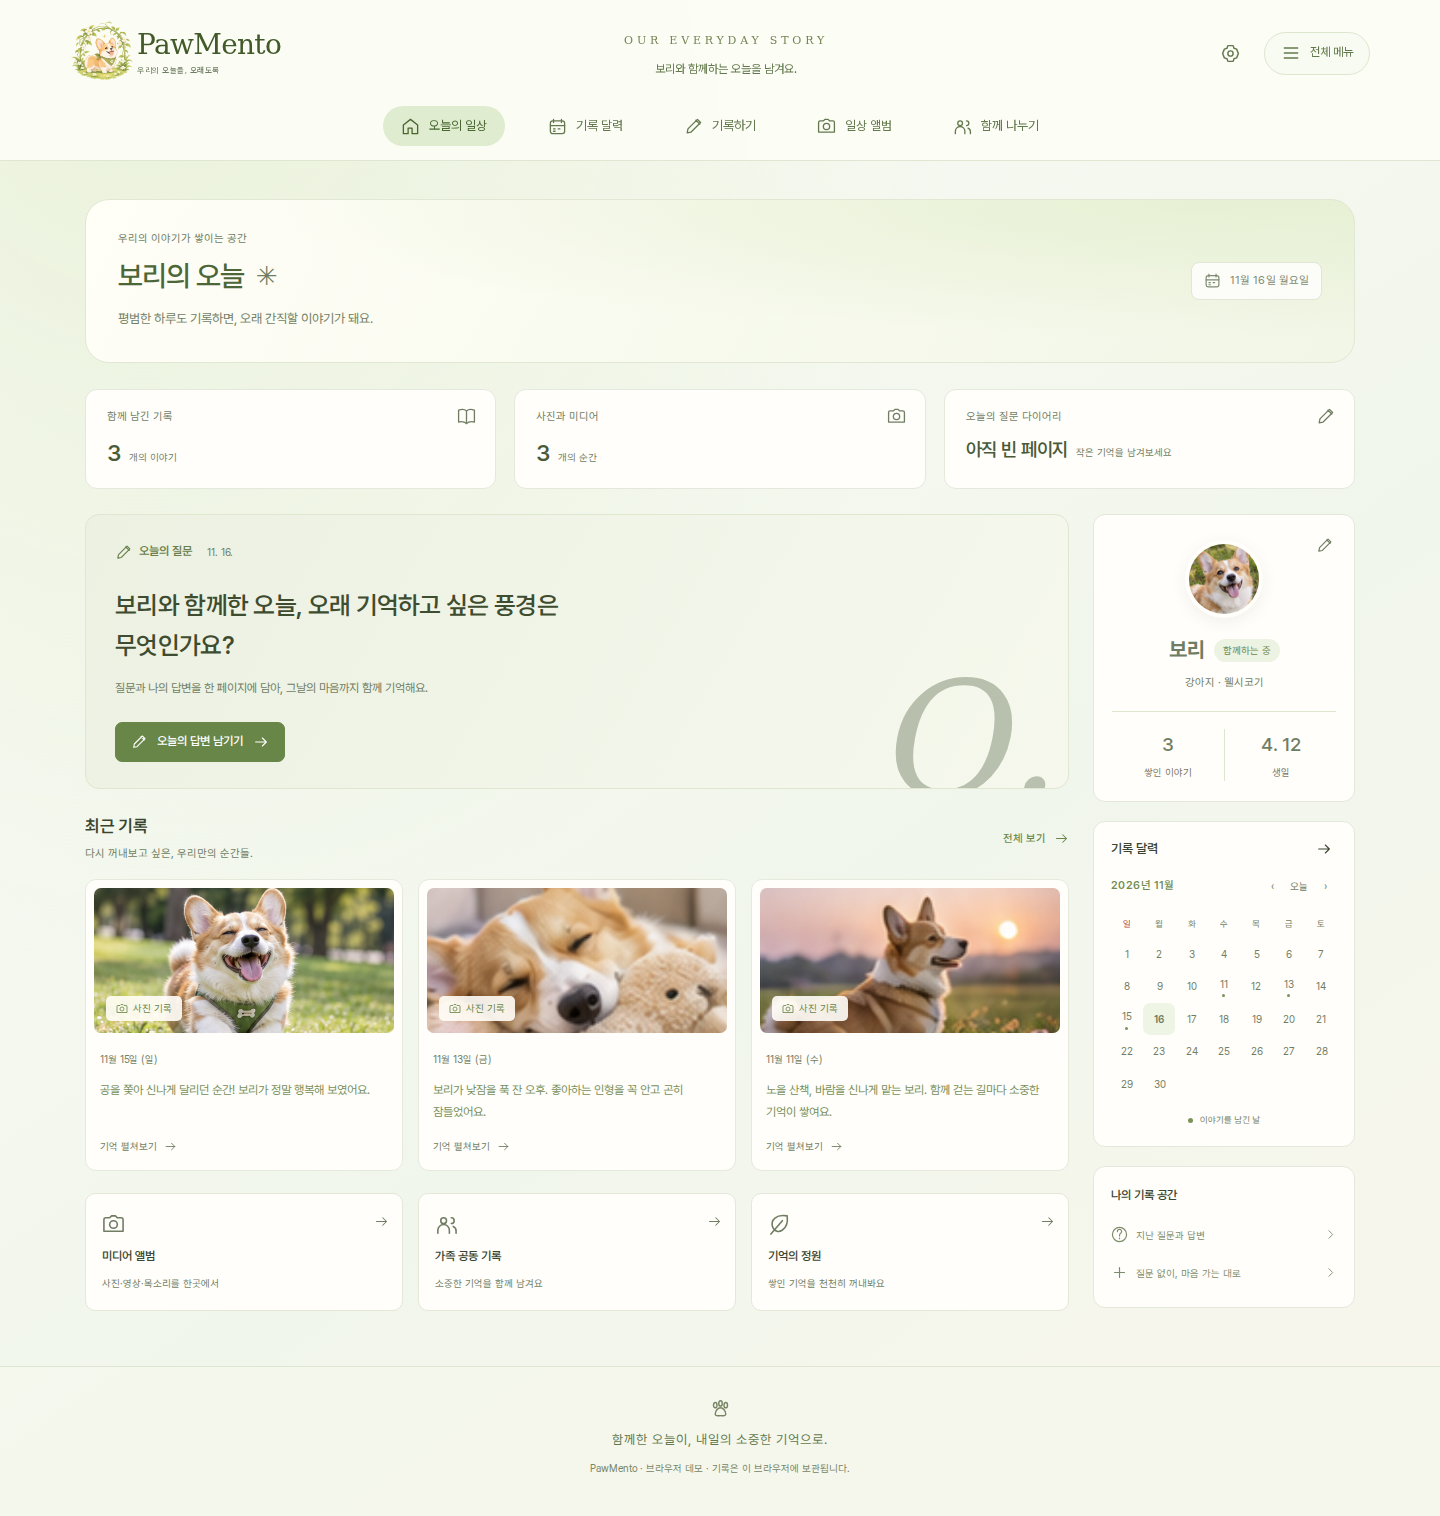 PawMento
우리의 오늘을, 오래도록
OUR EVERYDAY STORY
보리와 함께하는 오늘을 남겨요.
전체 메뉴
오늘의 일상
기록 달력
기록하기
일상 앨범
함께 나누기
우리의 이야기가 쌓이는 공간
보리의 오늘 ✳
평범한 하루도 기록하면, 오래 간직할 이야기가 돼요.
11월 16일 월요일
함께 남긴 기록
3 개의 이야기
사진과 미디어
3 개의 순간
오늘의 질문 다이어리
아직 빈 페이지 작은 기억을 남겨보세요
오늘의 질문 11. 16.
보리와 함께한 오늘, 오래 기억하고 싶은 풍경은
무엇인가요?
질문과 나의 답변을 한 페이지에 담아, 그날의 마음까지 함께 기억해요.
오늘의 답변 남기기
Q.
보리 함께하는 중
강아지 · 웰시코기
3
쌓인 이야기
4. 12
생일
최근 기록
다시 꺼내보고 싶은, 우리만의 순간들.
전체 보기
사진 기록
11월 15일 (일)
공을 쫓아 신나게 달리던 순간! 보리가 정말 행복해 보였어요.
기억 펼쳐보기
사진 기록
11월 13일 (금)
보리가 낮잠을 푹 잔 오후. 좋아하는 인형을 꼭 안고 곤히
잠들었어요.
기억 펼쳐보기
사진 기록
11월 11일 (수)
노을 산책, 바람을 신나게 맡는 보리. 함께 걷는 길마다 소중한
기억이 쌓여요.
기억 펼쳐보기
기록 달력
2026년 11월
‹ 오늘 ›
일 월 화 수 목 금 토
1 2 3 4 5 6 7
8 9 10 11 12 13 14
15 16 17 18 19 20 21
22 23 24 25 26 27 28
29 30
이야기를 남긴 날
미디어 앨범
사진·영상·목소리를 한곳에서
가족 공동 기록
소중한 기억을 함께 남겨요
기억의 정원
쌓인 기억을 천천히 꺼내봐요
나의 기록 공간
지난 질문과 답변
질문 없이, 마음 가는 대로
함께한 오늘이, 내일의 소중한 기억으로.
PawMento · 브라우저 데모 · 기록은 이 브라우저에 보관됩니다.